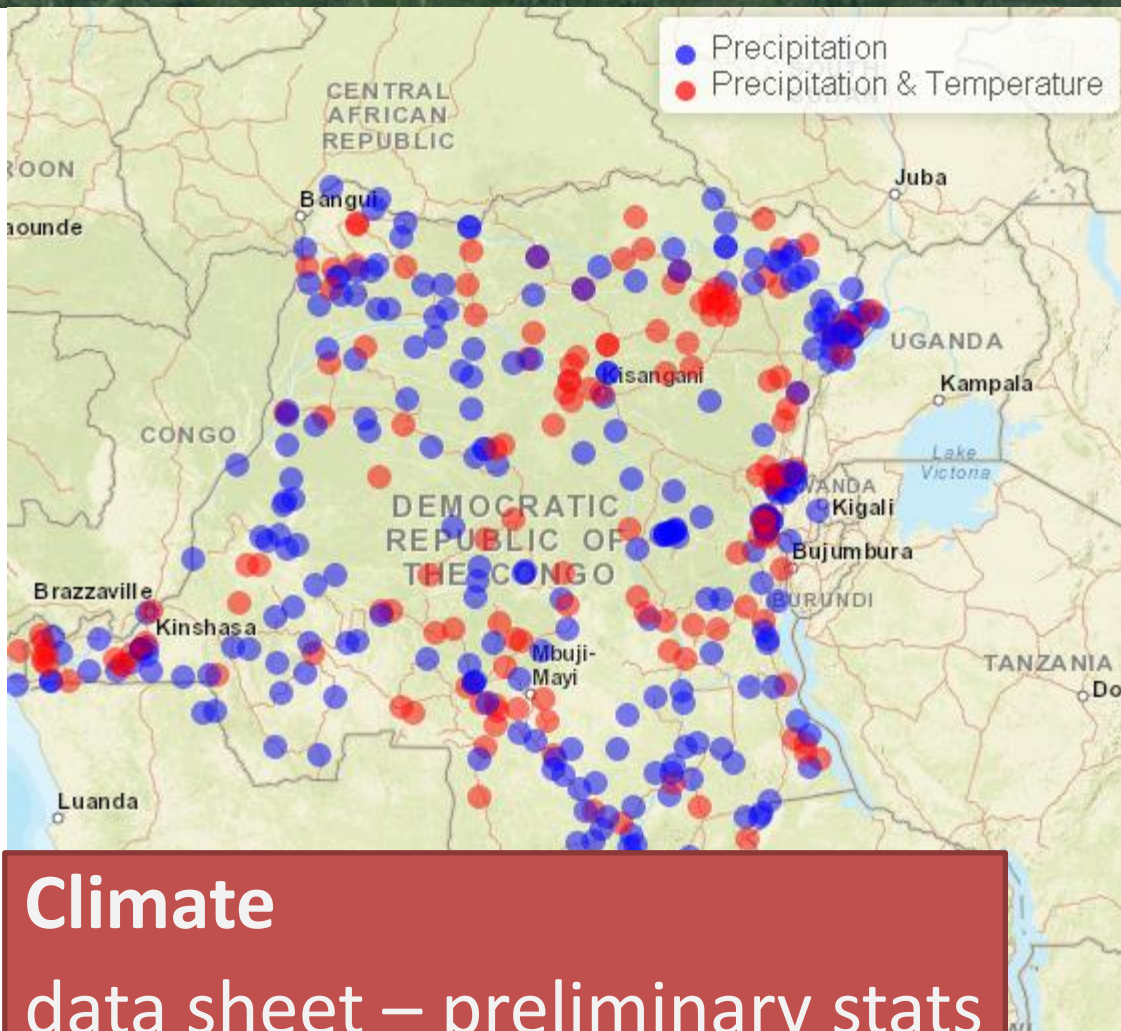 Precipitation
Precipitation & Temperature
CENTRAL
AFRICAN
REPUBLIC
ROON
aounde
Bangui
Juba
UGANDA
Kampala
Kisangani
CONGO
Lake
Victoria
DEMOCRATIC
REPUBLIC OF
THE CONGO
WANDA
Kigali
Bujumbura
BURUNDI
Brazzaville
Kinshasa
Mbuji-
Mayi
TANZANIA
Do
Luanda
Climate
data sheet – preliminary stats